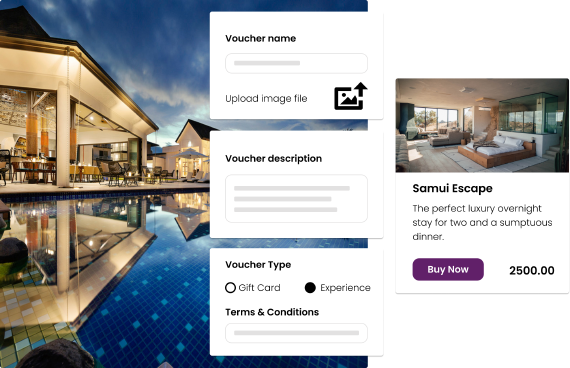 Voucher name
Upload image file
Voucher description
Voucher Type
Gift Card
Experience
Terms & Conditions
Samui Escape
The perfect luxury overnight
stay for two and a sumptuous
dinner.
Buy Now
2500.00